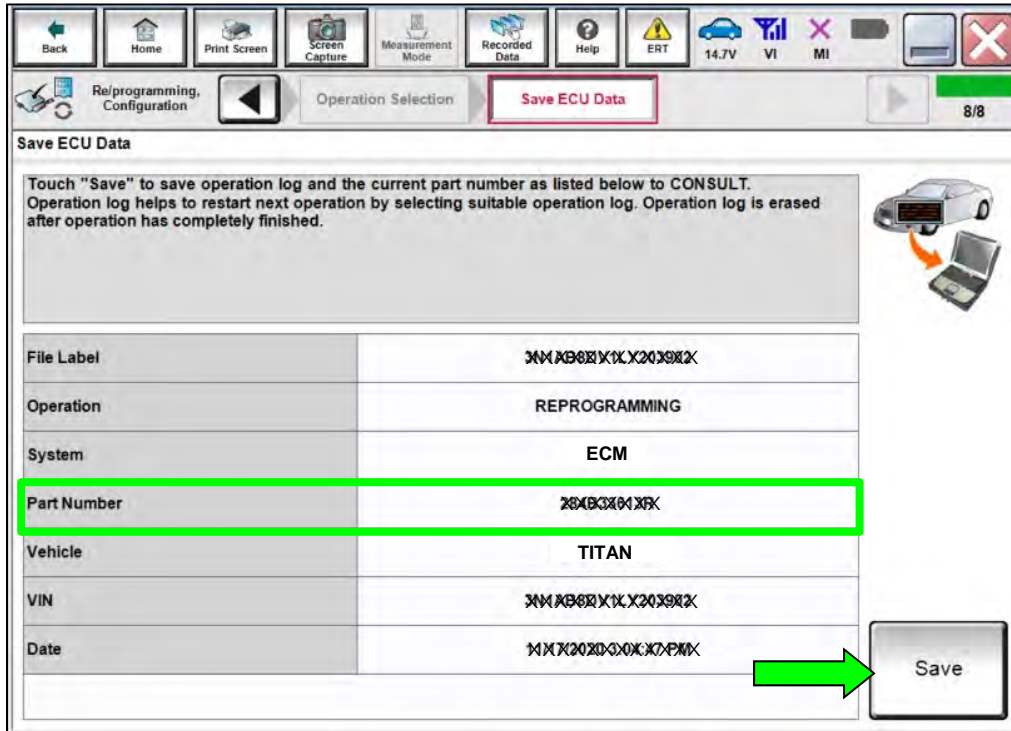 Back
Home
Print Screen
Screen Capture
Measurement Mode
Recorded Data
Help
ERT
14.7V
VI
MI
Re/programming, Configuration
Operation Selection
Save ECU Data
8/8
Save ECU Data
Touch "Save" to save operation log and the current part number as listed below to CONSULT.
Operation log helps to restart next operation by selecting suitable operation log. Operation log is erased
after operation has completely finished.
File Label
Operation REPROGRAMMING
System ECM
Part Number
Vehicle TITAN
VIN
Date
Save